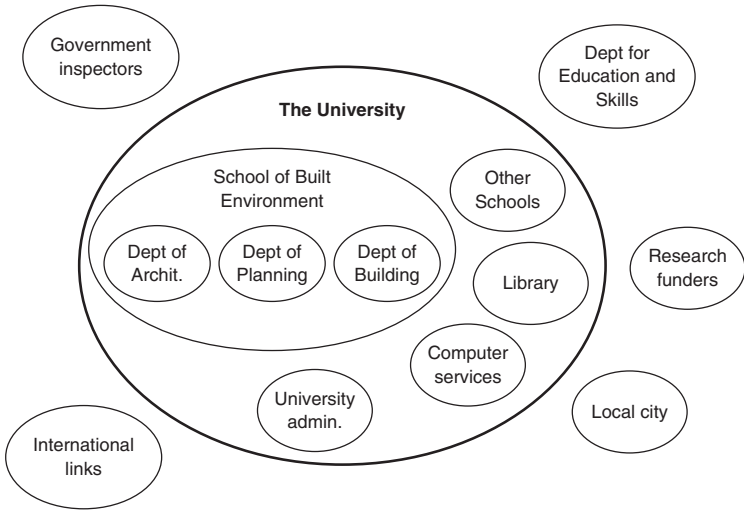 Government
inspectors
Dept for
Education and
Skills
The University
School of Built
Environment
Other
Schools
Dept of
Archit.
Dept of
Planning
Dept of
Building
Research
funders
Library
Computer
services
University
admin.
Local city
International
links